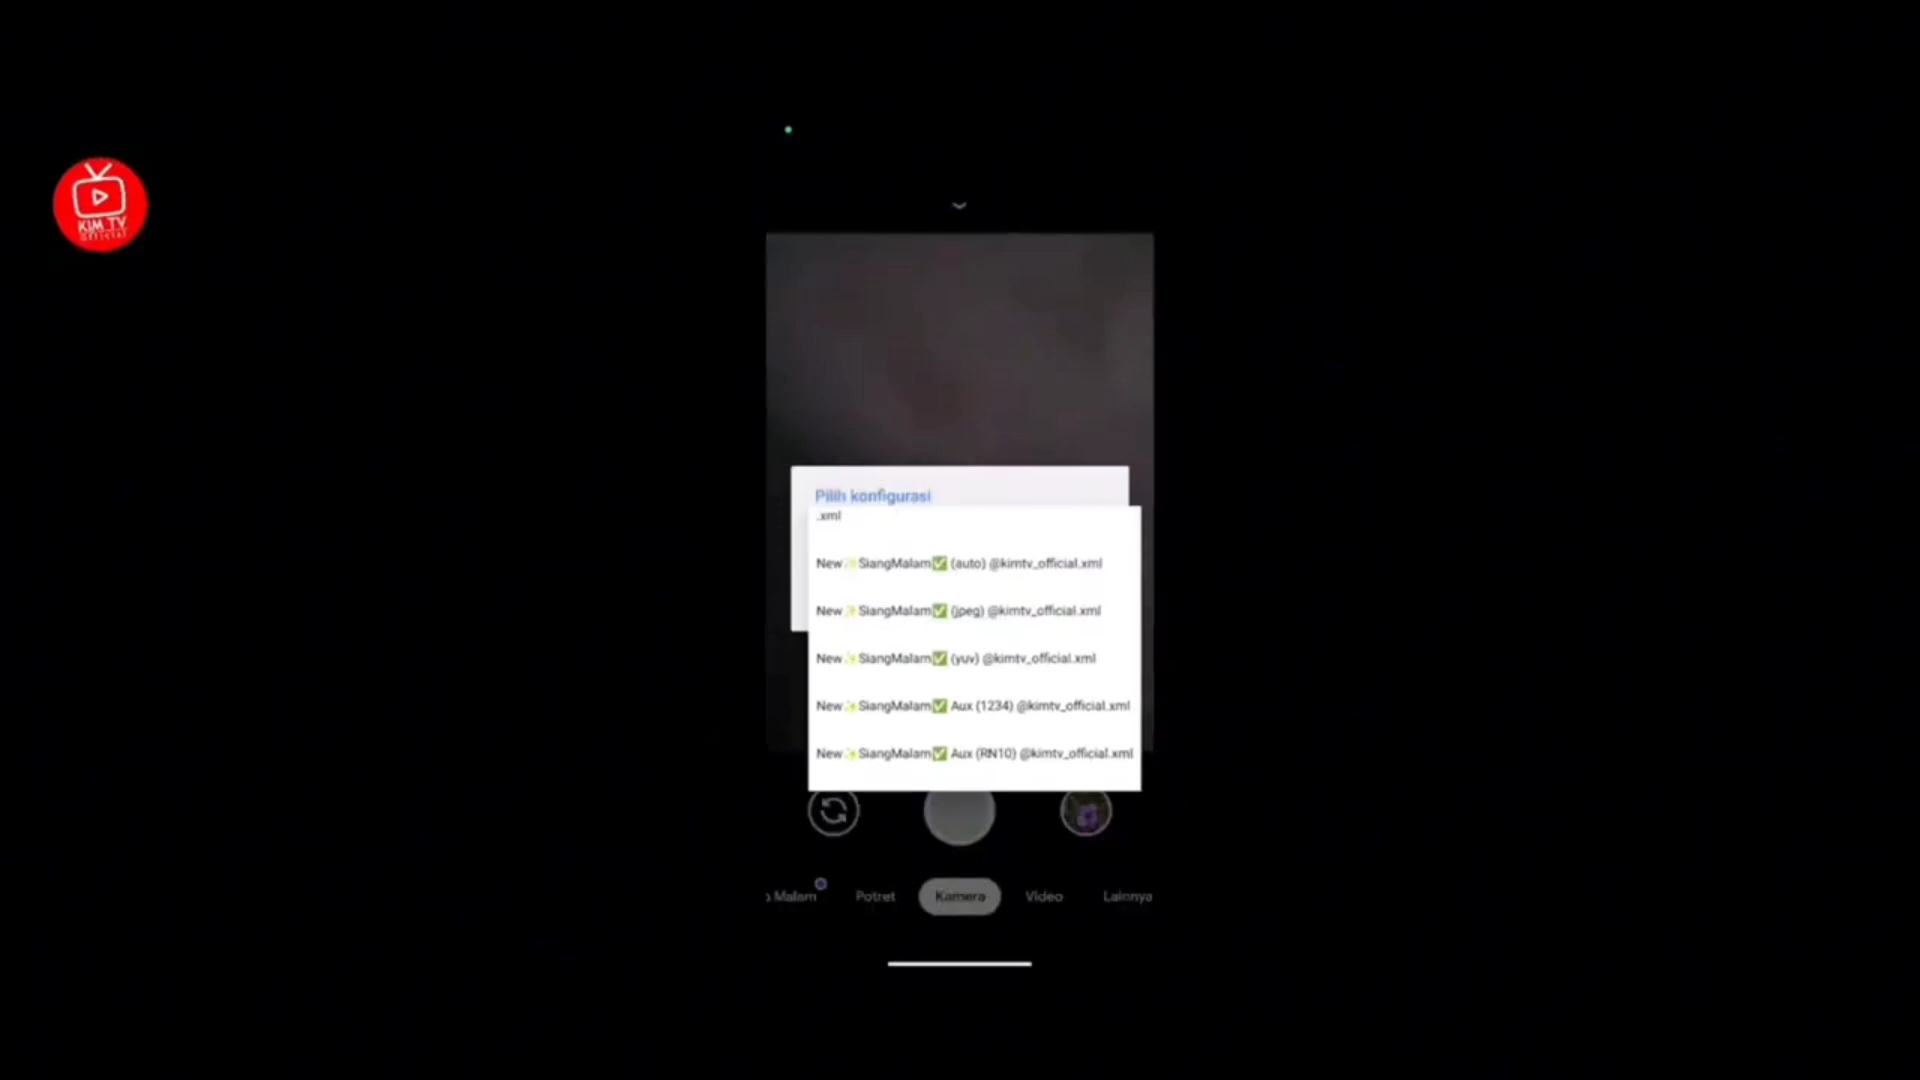 KIM TV
Official
Pilih konfigurasi
.xml
New✨SiangMalam✅ (auto) @kimtv_official.xml
New✨SiangMalam✅ (jpeg) @kimtv_official.xml
New✨SiangMalam✅ (yuv) @kimtv_official.xml
New✨SiangMalam✅ Aux (1234) @kimtv_official.xml
New✨SiangMalam✅ Aux (RN10) @kimtv_official.xml
Malam Potret Kamera Video Lainnya